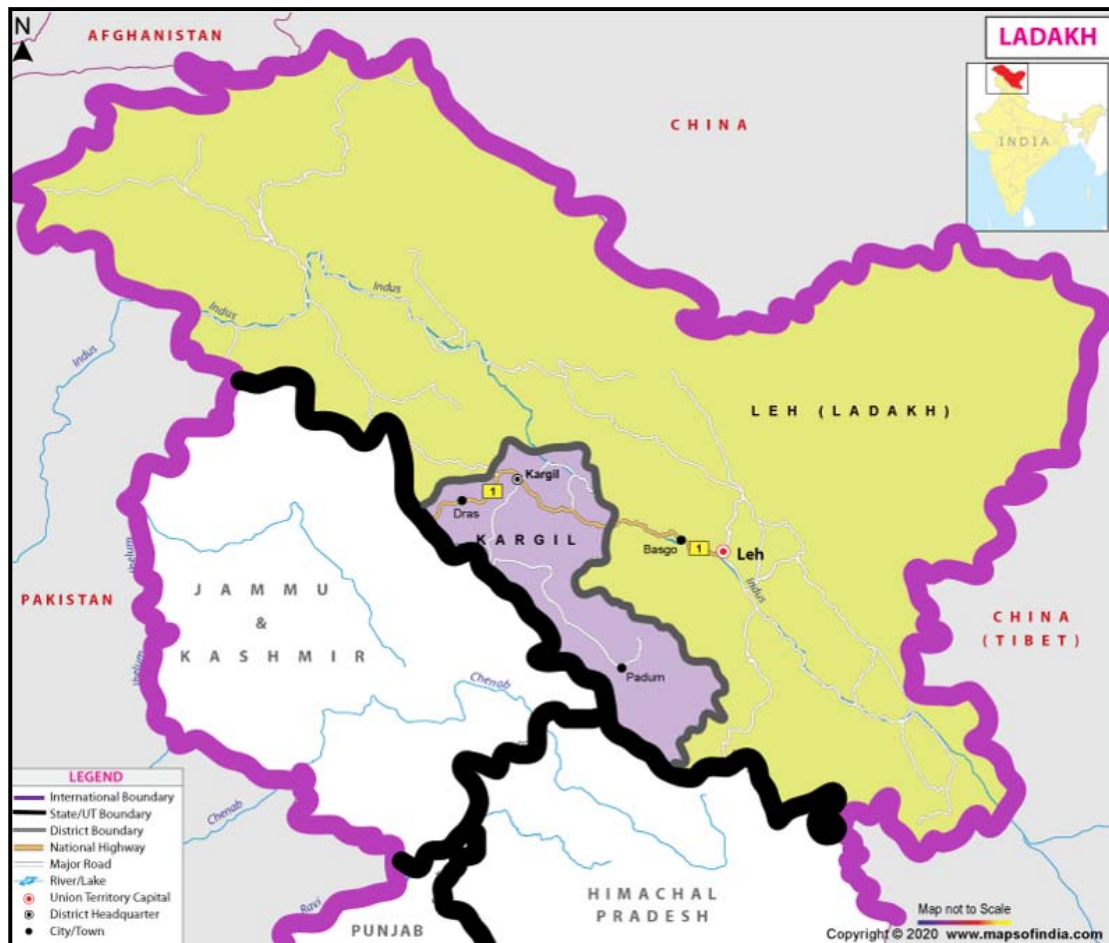 N
AFGHANISTAN
LADAKH
CHINA
INDIA
Indus
Indus
Indus
LEH (LADAKH)
Kargil
1
Dras
KARGIL
Basgo
1
Leh
Indus
Jhelum
PAKISTAN
JAMMU
&
KASHMIR
CHINA
(TIBET)
Jhelum
Padum
Chenab
LEGEND
International Boundary
State/UT Boundary
District Boundary
National Highway
Major Road
River/Lake
Union Territory Capital
District Headquarter
City/Town
Chenab
Ravi
PUNJAB
HIMACHAL
PRADESH
Map not to Scale
Copyright © 2020 www.mapsofindia.com